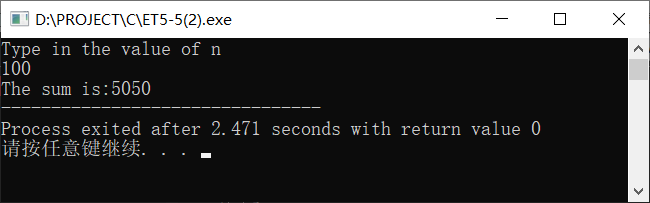 D:\PROJECT\C\ET5-5(2).exe
Type in the value of n
100
The sum is:5050
--------------------------------
Process exited after 2.471 seconds with return value 0
请按任意键继续. . .